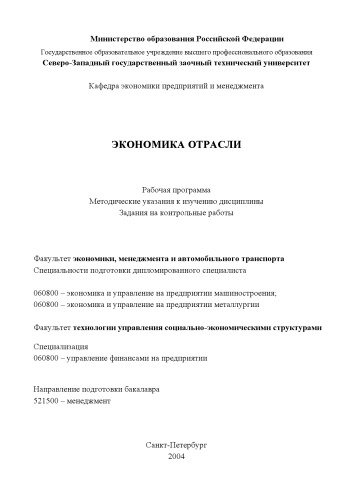 Министерство образования Российской Федерации
Государственное образовательное учреждение высшего профессионального образования
Северо-Западный государственный заочный технический университет
Кафедра экономики предприятий и менеджмента
ЭКОНОМИКА ОТРАСЛИ
Рабочая программа
Методические указания к изучению дисциплины
Задания на контрольные работы
Факультет экономики, менеджмента и автомобильного транспорта
Специальности подготовки дипломированного специалиста
060800 – экономика и управление на предприятии машиностроения;
060800 – экономика и управление на предприятии металлургии
Факультет технологии управления социально-экономическими структурами
Специализация
060800 – управление финансами на предприятии
Направление подготовки бакалавра
521500 – менеджмент
Санкт-Петербург
2004